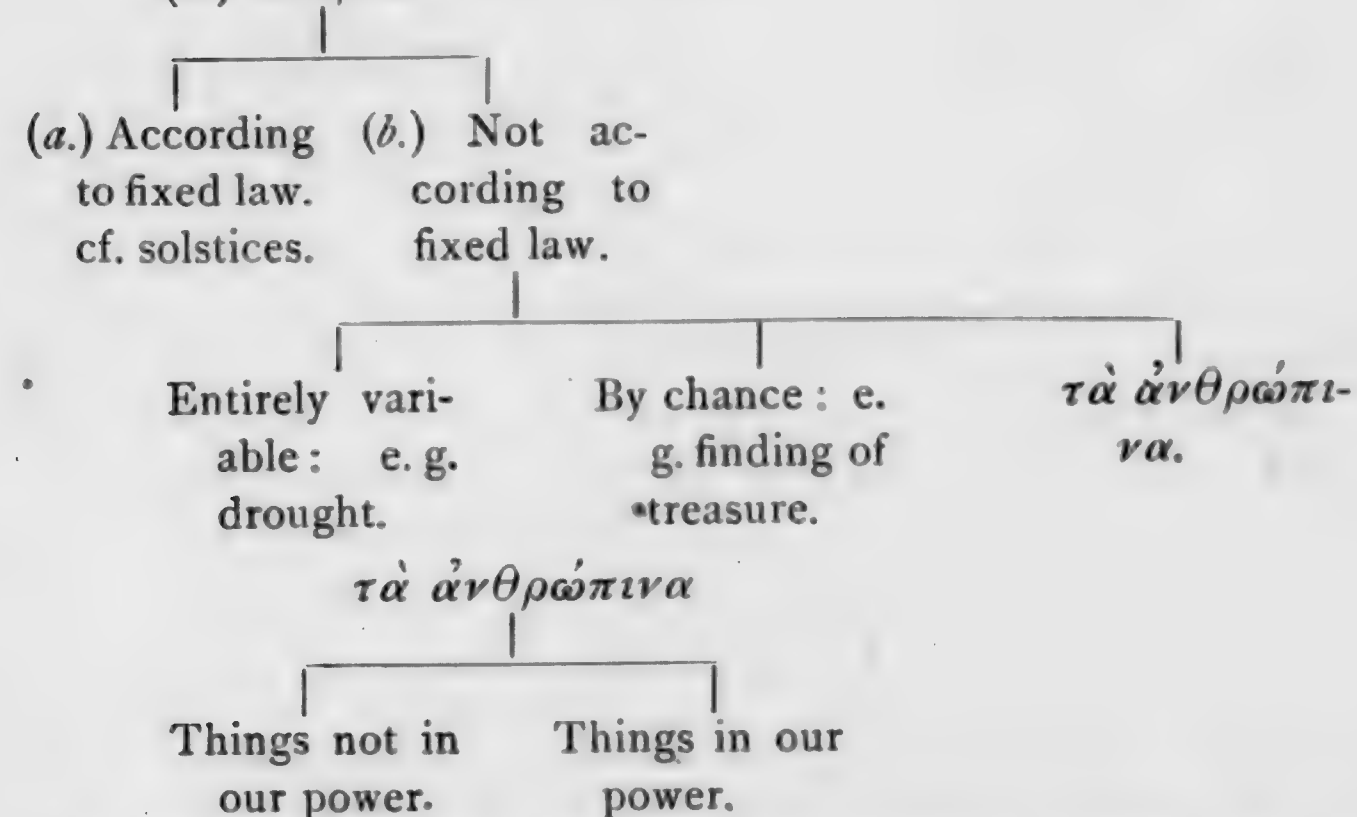 (a.) According
to fixed law.
cf. solstices.
(b.) Not ac-
cording to
fixed law.
Entirely vari-
able: e. g.
drought.
By chance: e.
g. finding of
treasure.
τὰ ἀνθρώπι-
να.
τὰ ἀνθρώπινα
Things not in
our power.
Things in our
power.